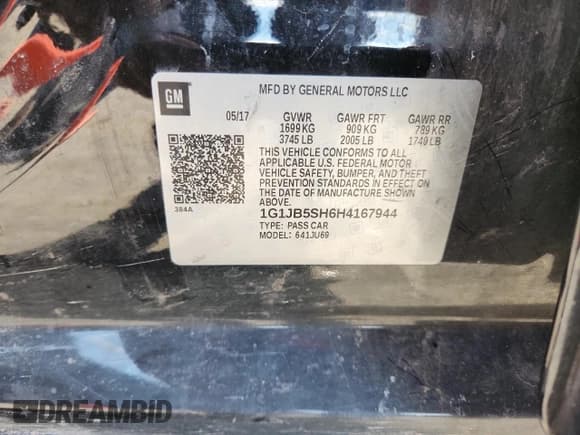 GM
MFD BY GENERAL MOTORS LLC
05/17 GVWR GAWR FRT GAWR RR
1699 KG 909 KG 789 KG
3745 LB 2005 LB 1740 LB
THIS VEHICLE CONFORMS TO ALL
APPLICABLE U.S. FEDERAL MOTOR
VEHICLE SAFETY, BUMPER, AND THEFT
PREVENTION STANDARDS IN EFFECT
ON THE DATE OF MANUFACTURE SHOWN
ABOVE.
384A
1G1JB5SH6H4167944
TYPE: PASS CAR
MODEL: 641JU69
DREAMBID